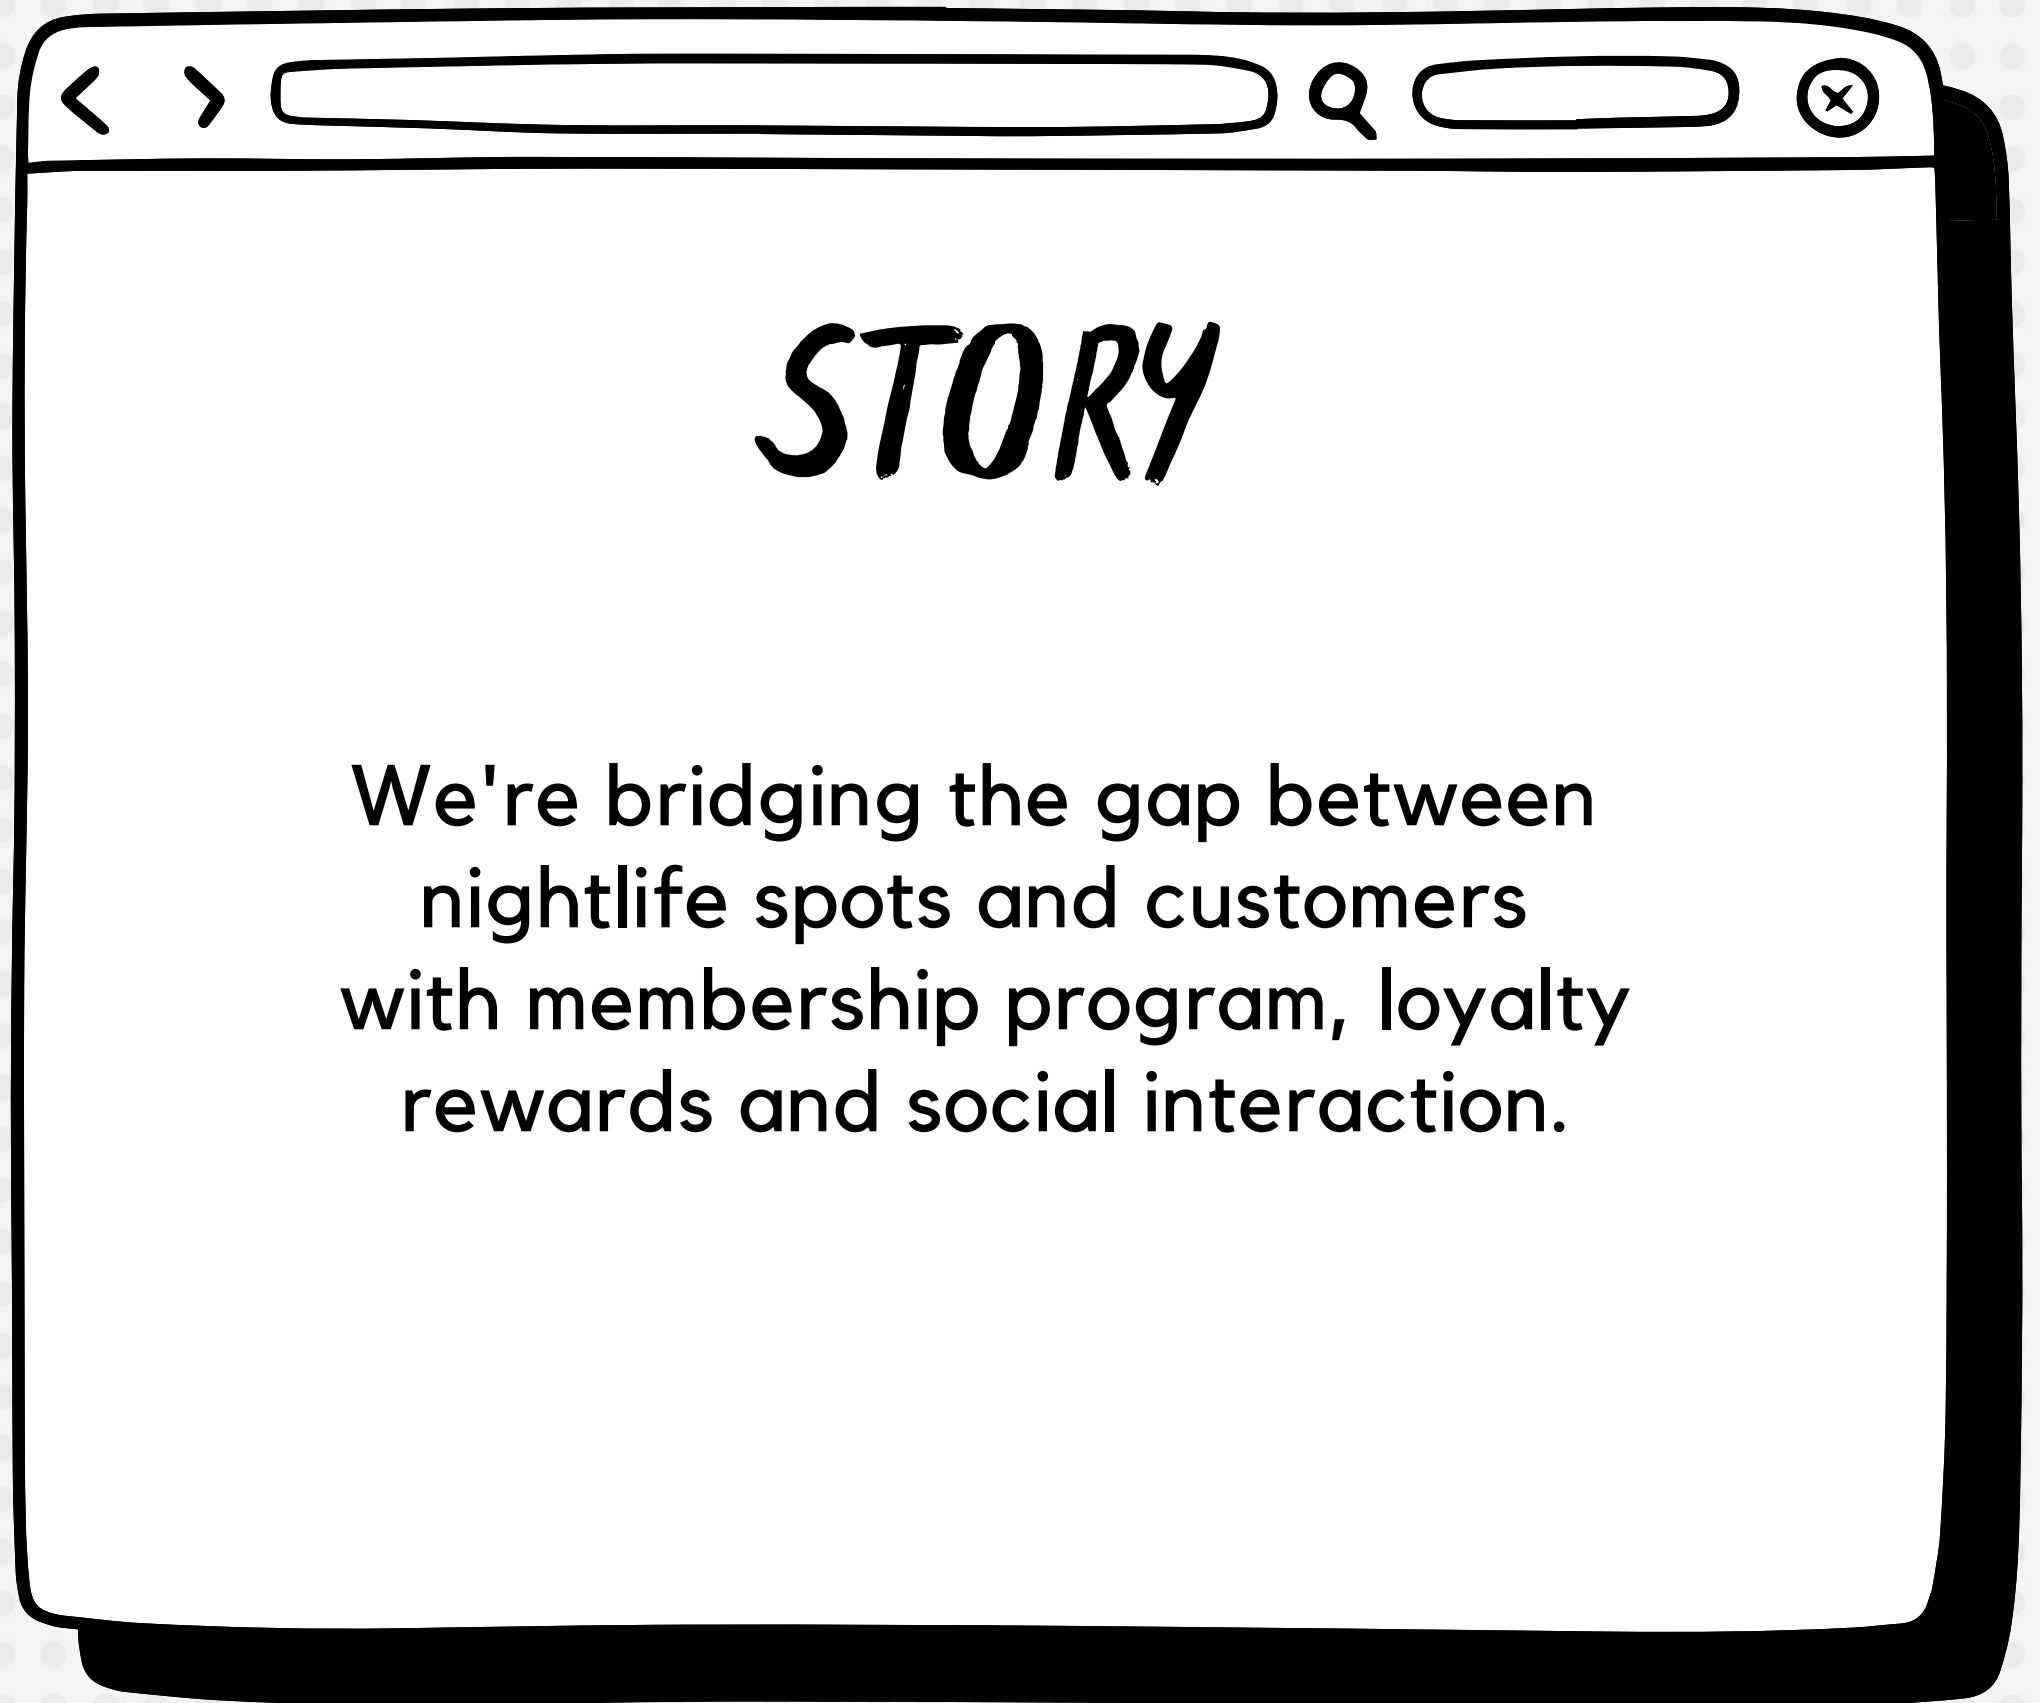 STORY
We're bridging the gap between
nightlife spots and customers
with membership program, loyalty
rewards and social interaction.